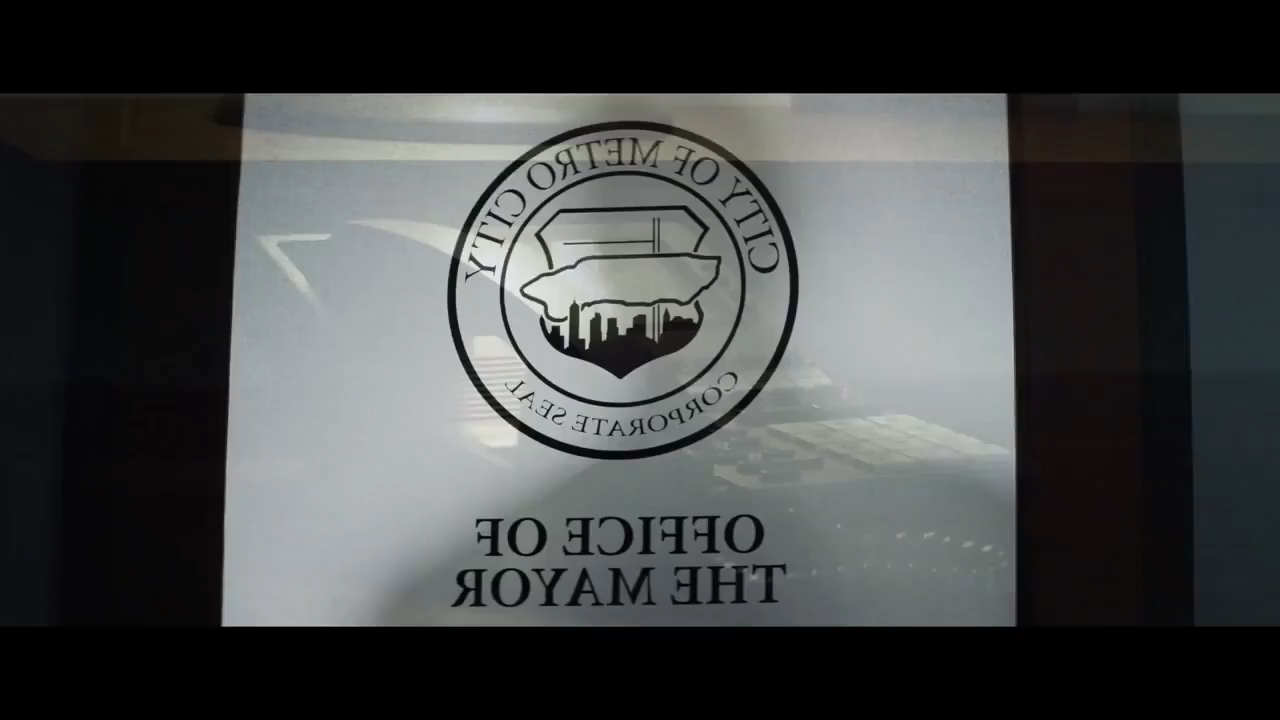 CITY OF METRO CITY
CORPORATE SEAL
OFFICE OF
THE MAYOR